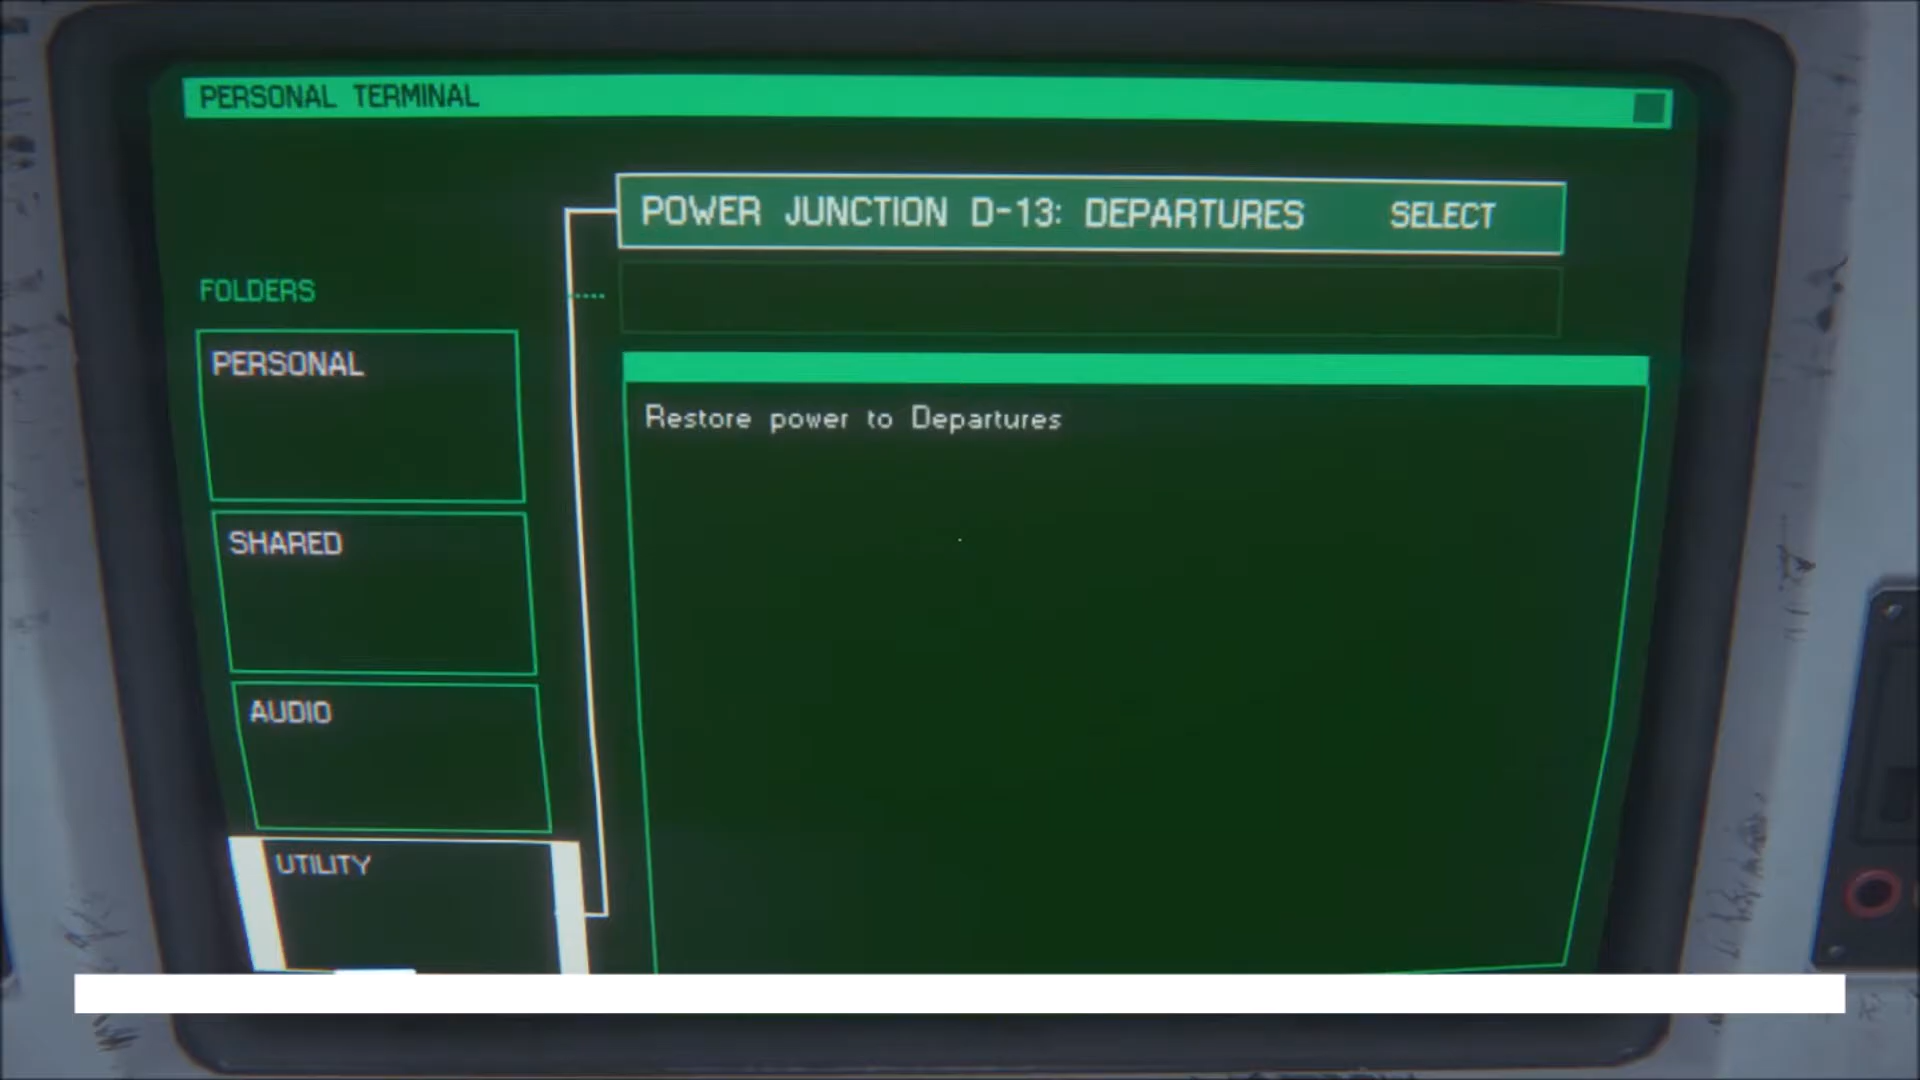 PERSONAL TERMINAL
POWER JUNCTION D-13: DEPARTURES SELECT
FOLDERS
PERSONAL
Restore power to Departures
SHARED
AUDIO
UTILITY